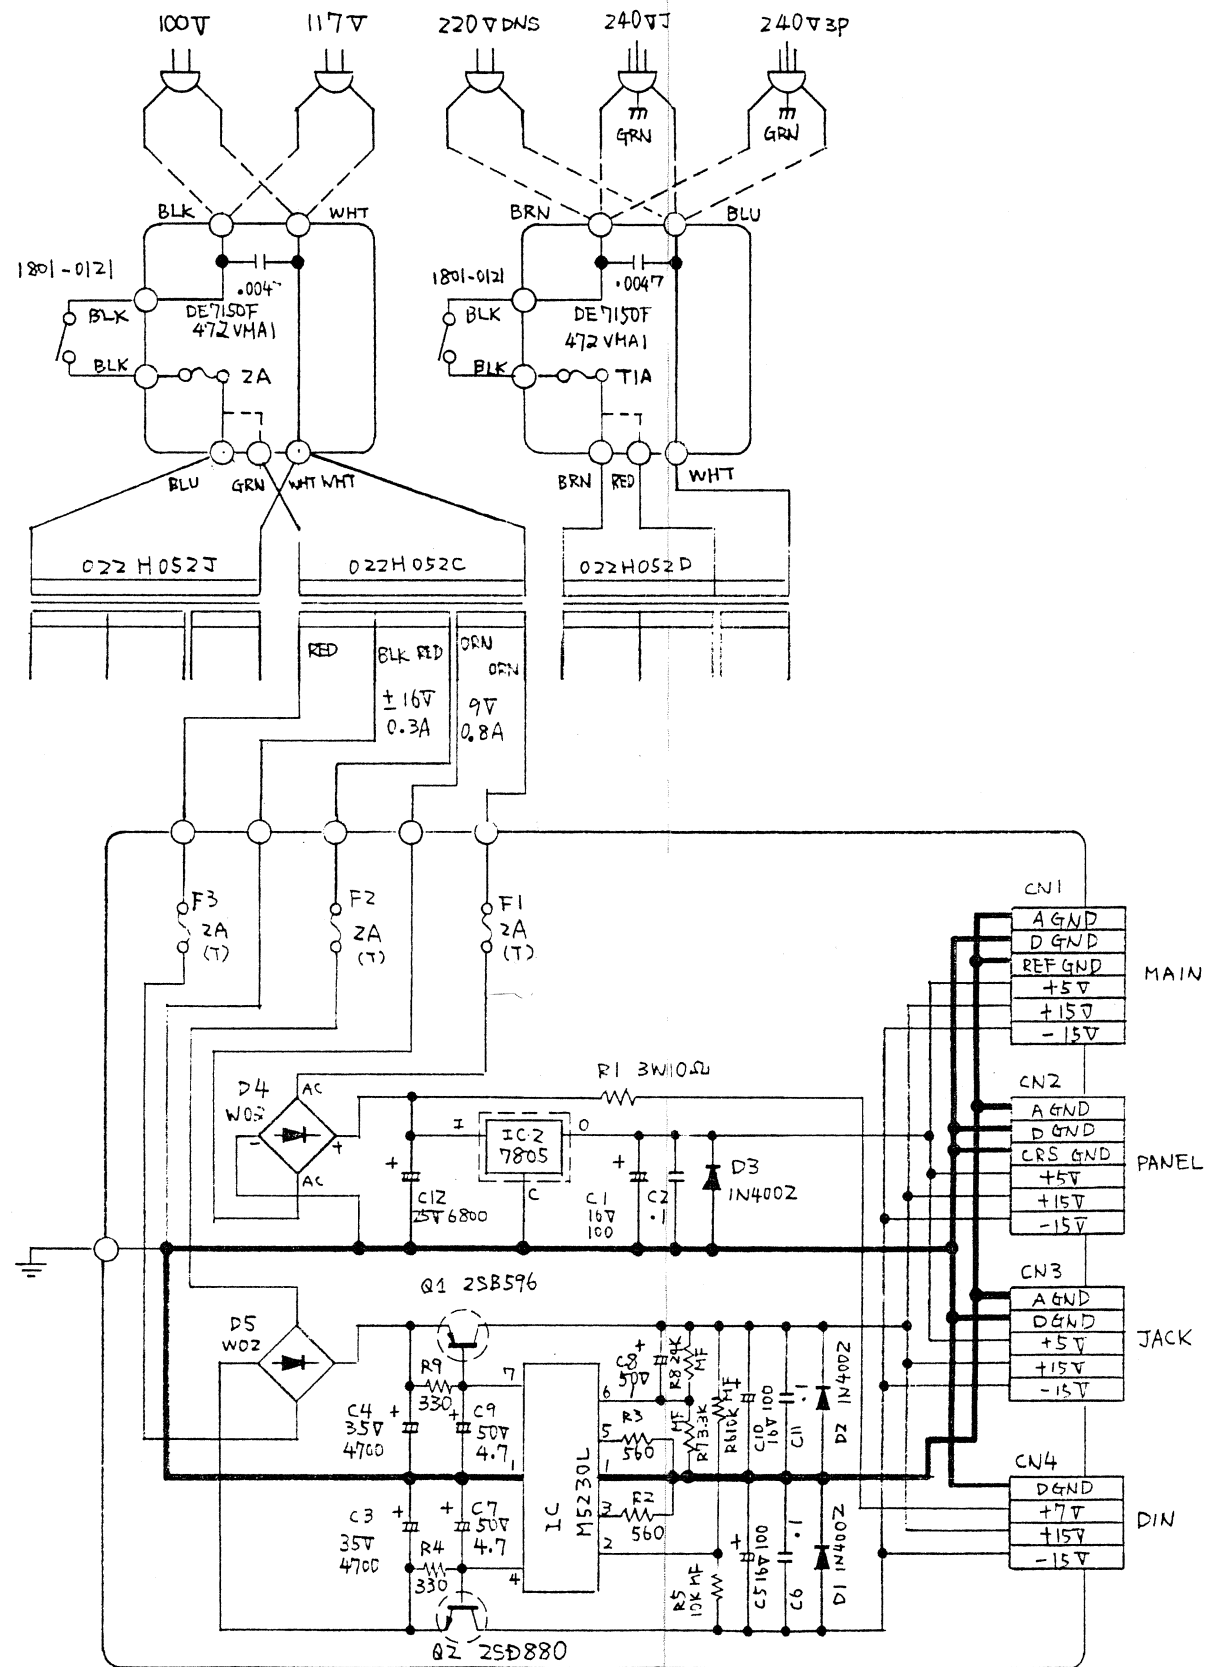 100V
117V
220V DNS
240V J
240V 3P
GRN
GRN
BLK
WHT
BRN
BLU
1801-0121
.0047
1801-0121
.0047
BLK
DE7150F
472VMA1
BLK
DE7150F
472VMA1
BLK
2A
BLK
T1A
BLU
GRN
WHT
WHT
BRN
RED
WHT
022H052J
022H052C
022H052D
RED
BLK
RED
ORN
ORN
±16V
0.3A
9V
0.8A
F3
2A
(T)
F2
2A
(T)
F1
2A
(T)
CN1
A GND
D GND
REF GND
+5V
+15V
-15V
MAIN
D4
AC
+
AC
R1 3W10Ω
I
IC-2
7805
O
C
+
C12
6800
+
C1
16V
100
C2
.1
D3
1N4002
CN2
A GND
D GND
CRS GND
+5V
+15V
-15V
PANEL
CN3
A GND
D GND
+5V
+15V
-15V
JACK
CN4
D GND
+7V
+15V
-15V
DIN
Q1 2SB596
D5
W02
R9
330
+
C4
35V
4700
+
C9
50V
4.7
+
C3
35V
4700
+
C7
50V
4.7
R4
330
Q2 2SD880
IC
M5230L
7
6
5
1
1
3
2
4
C8
50V
+
R8
MF
R7 3.3K
MF
R6 10K
MF
R3
560
R2
560
+
C10
16V 100
C11
.1
D2 1N4002
R5
10K MF
+
C5 16V 100
C6
.1
D1 1N4002